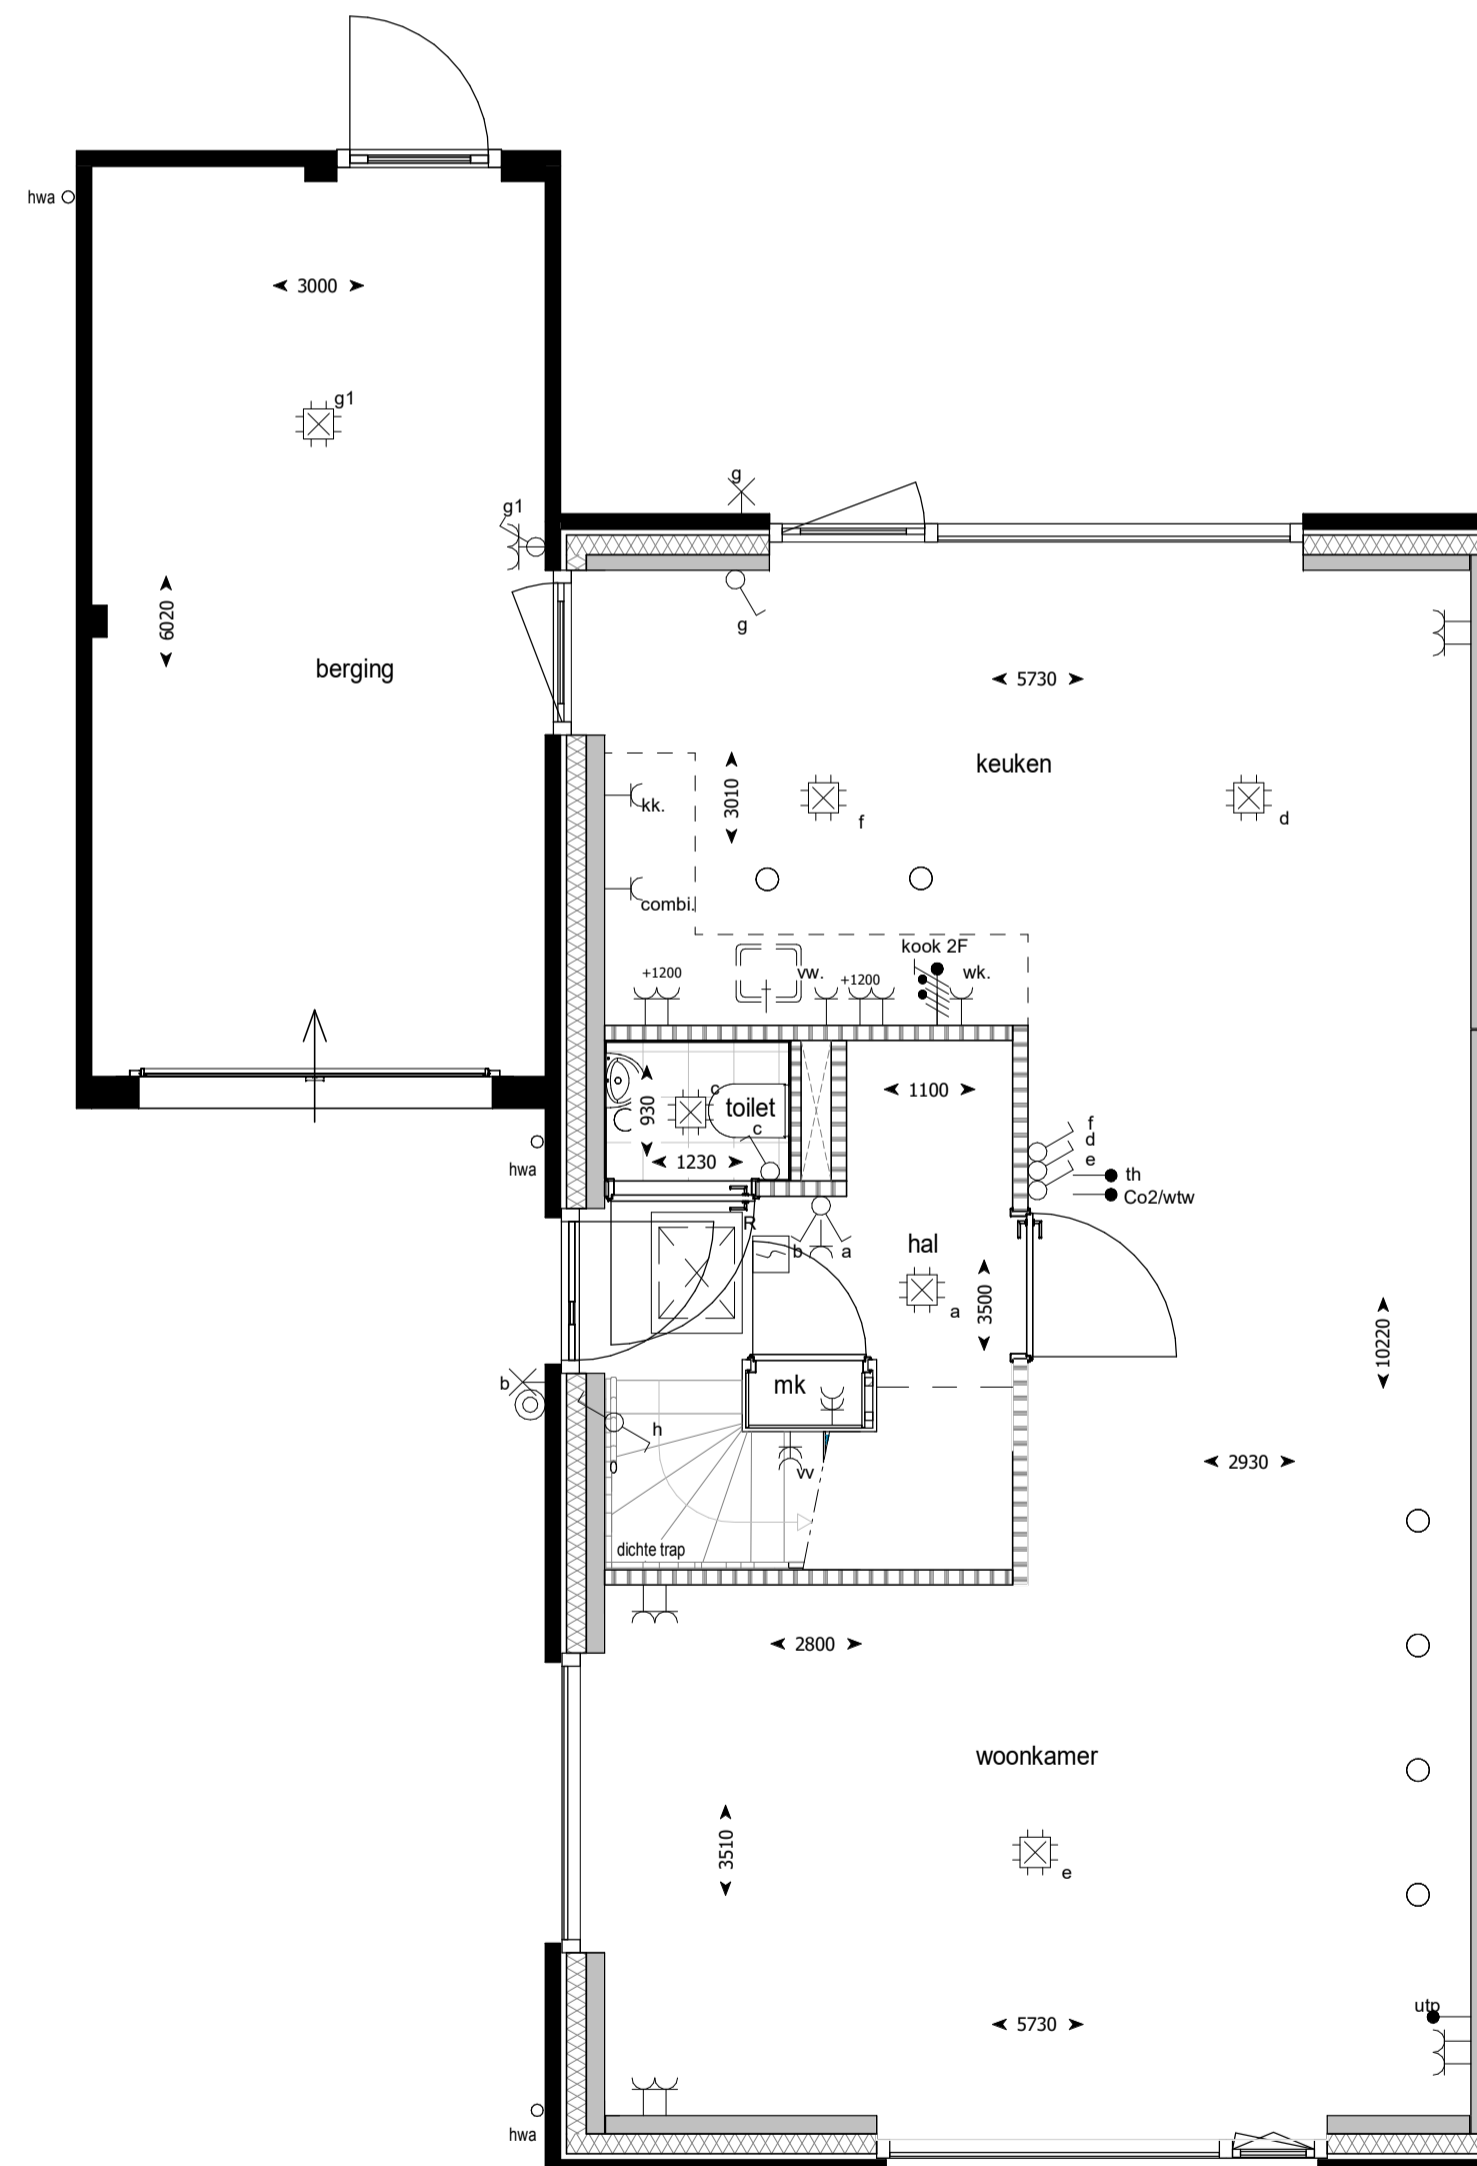 hwa
3000
g1
g
g1
g
6020
berging
5730
keuken
kk.
3010
f
d
combi.
kook 2F
+1200
vw.
+1200
wk.
c
930
toilet
c
1230
1100
f
d
e
th
Co2/wtw
hwa
R
b
a
hal
a
3500
10220
b
mk
h
0
vv
2930
dichte trap
2800
woonkamer
3510
e
utp
5730
hwa